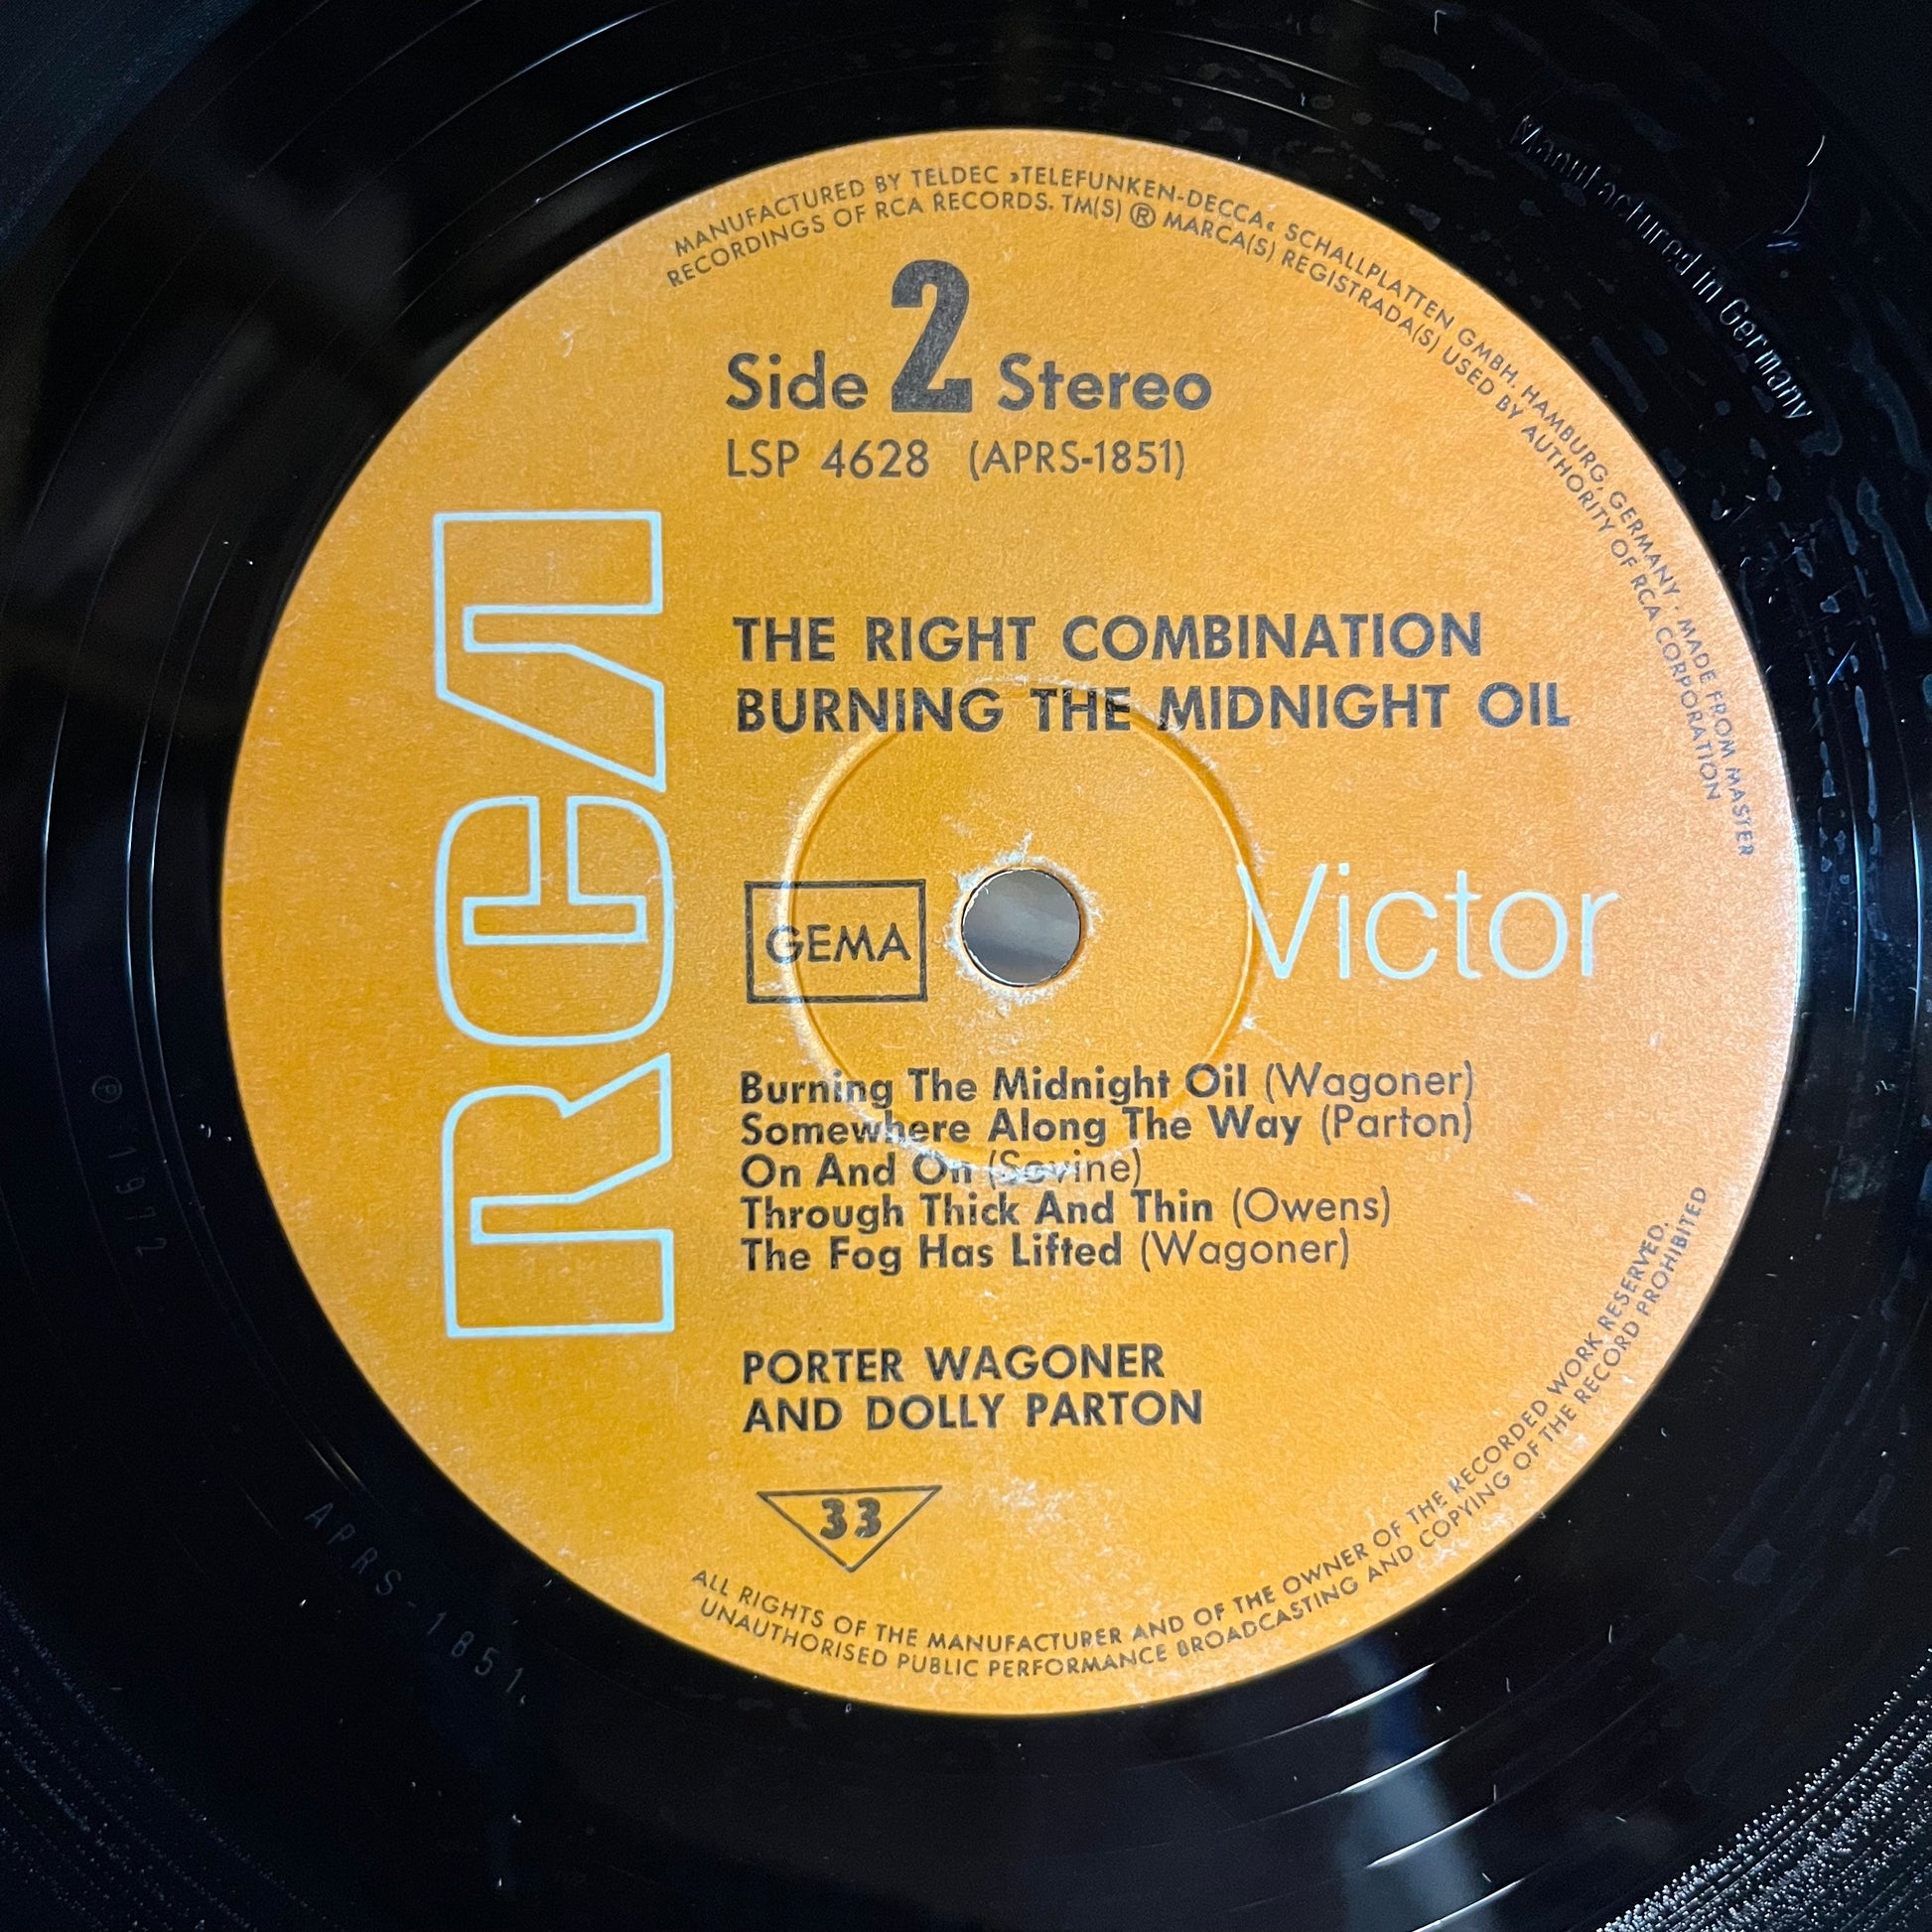 MANUFACTURED BY TELDEC »TELEFUNKEN-DECCA« SCHALLPLATTEN GMBH. HAMBURG, GERMANY · MADE FROM MASTER
RECORDINGS OF RCA RECORDS. TM(S) ® MARCA(S) REGISTRADA(S) USED BY AUTHORITY OF RCA CORPORATION
Manufactured in Germany
Side 2 Stereo
LSP 4628 (APRS-1851)
RCA
THE RIGHT COMBINATION
BURNING THE MIDNIGHT OIL
GEMA
Victor
Burning The Midnight Oil (Wagoner)
Somewhere Along The Way (Parton)
On And On (Sovine)
Through Thick And Thin (Owens)
The Fog Has Lifted (Wagoner)
PORTER WAGONER
AND DOLLY PARTON
33
ALL RIGHTS OF THE MANUFACTURER AND OF THE OWNER OF THE RECORDED WORK RESERVED.
UNAUTHORISED PUBLIC PERFORMANCE BROADCASTING AND COPYING OF THE RECORD PROHIBITED
℗ 1972
APRS-1851